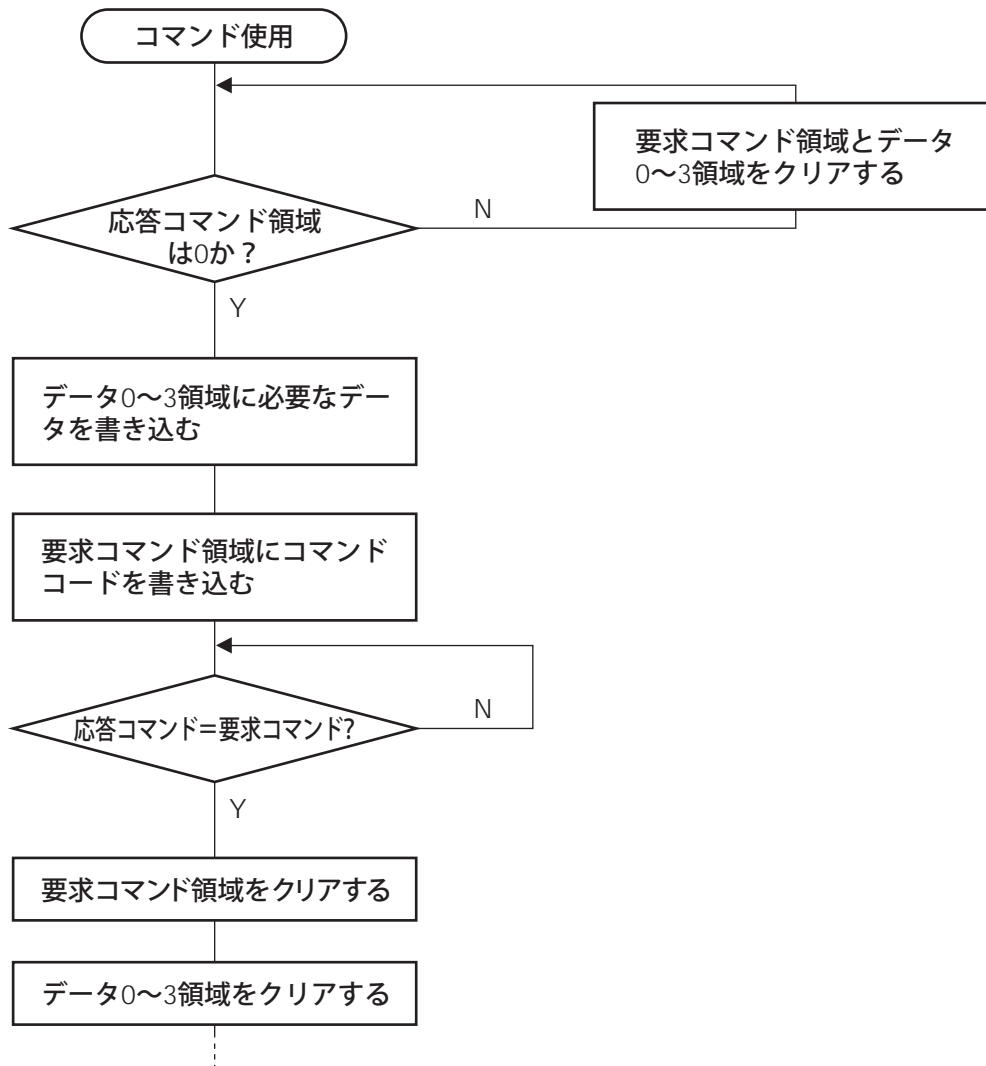 コマンド使用
要求コマンド領域とデータ
0〜3領域をクリアする
応答コマンド領域
は0か？
N
Y
データ0〜3領域に必要なデー
タを書き込む
要求コマンド領域にコマンド
コードを書き込む
応答コマンド=要求コマンド?
N
Y
要求コマンド領域をクリアする
データ0〜3領域をクリアする